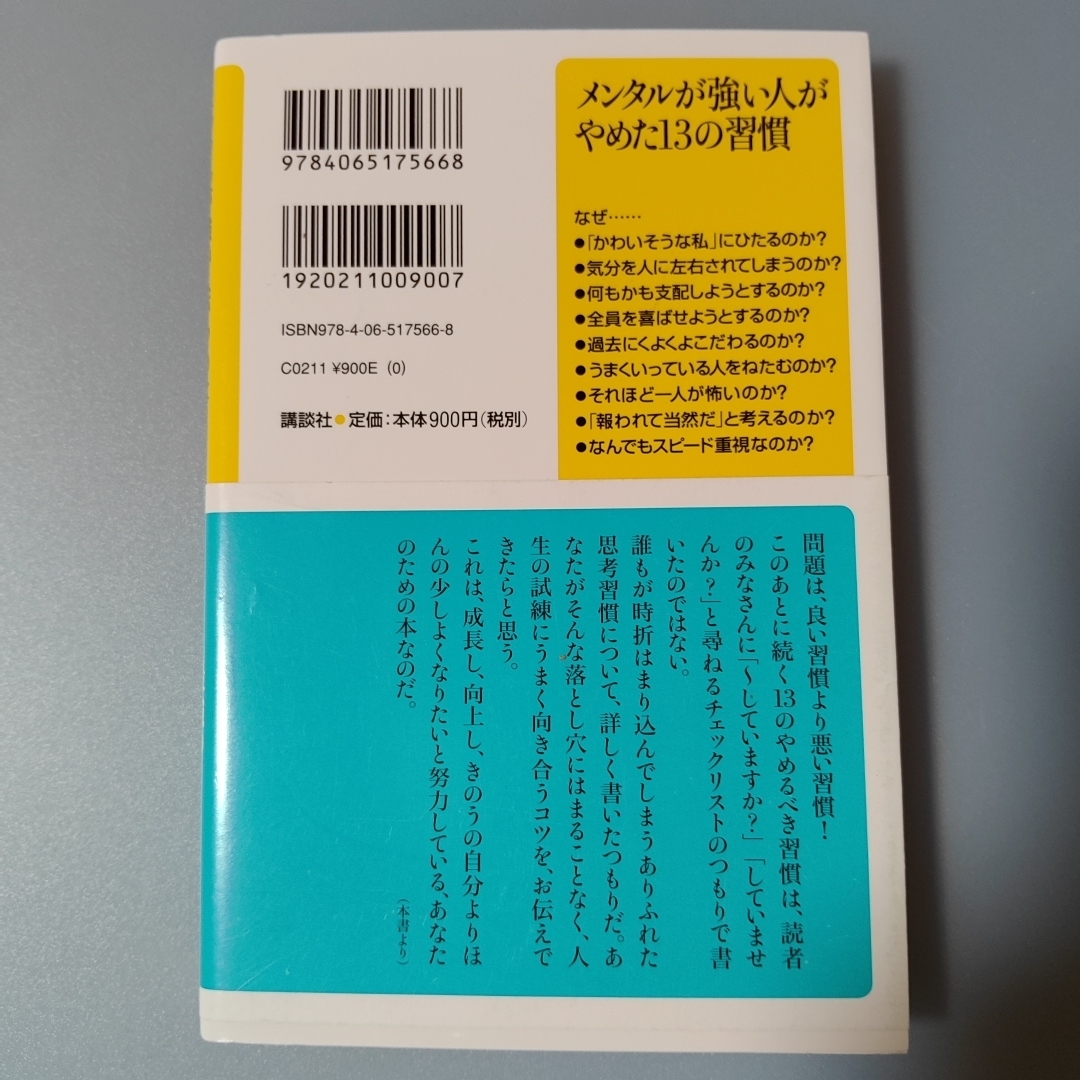 9784065175668
1920211009007
ISBN978-4-06-517566-8
C0211 ¥900E (0)
講談社●定価:本体900円(税別)
メンタルが強い人が
やめた13の習慣
なぜ……
●「かわいそうな私」にひたるのか?
●気分を人に左右されてしまうのか?
●何もかも支配しようとするのか?
●全員を喜ばせようとするのか?
●過去にくよくよこだわるのか?
●うまくいっている人をねたむのか?
●それほど一人が怖いのか?
●「報われて当然だ」と考えるのか?
●なんでもスピード重視なのか?
問題は、良い習慣より悪い習慣!
このあとに続く13のやめるべき習慣は、読者
のみなさんに「〜していますか?」「していませ
んか?」と尋ねるチェックリストのつもりで書
いたのではない。
誰もが時折はまり込んでしまうありふれた
思考習慣について、詳しく書いたつもりだ。あ
なたがそんな落とし穴にはまることなく、人
生の試練にうまく向き合うコツを、お伝えで
きたらと思う。
これは、成長し、向上し、きのうの自分よりほ
んの少しよくなりたいと努力している、あなた
のための本なのだ。
(本書より)